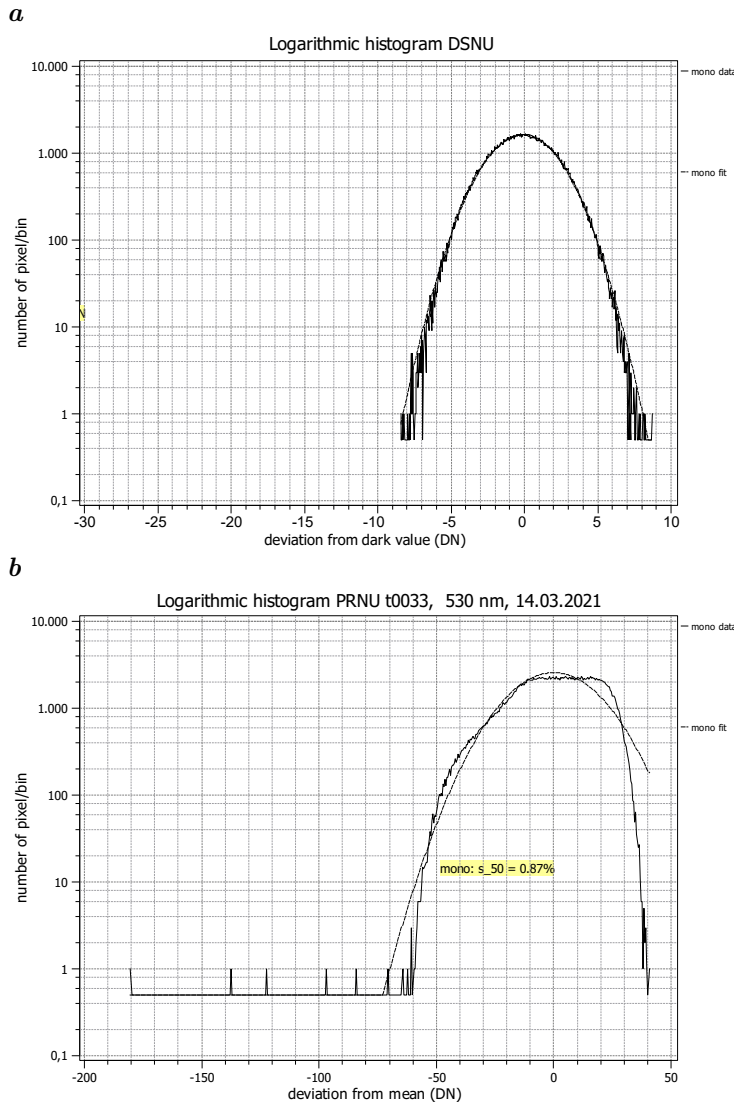 a
Logarithmic histogram DSNU
10.000
1.000
100
10
1
0,1
number of pixel/bin
-30 -25 -20 -15 -10 -5 0 5 10
deviation from dark value (DN)
mono data
mono fit
b
Logarithmic histogram PRNU t0033, 530 nm, 14.03.2021
10.000
1.000
100
10
1
0,1
number of pixel/bin
mono: s_50 = 0.87%
-200 -150 -100 -50 0 50
deviation from mean (DN)
mono data
mono fit